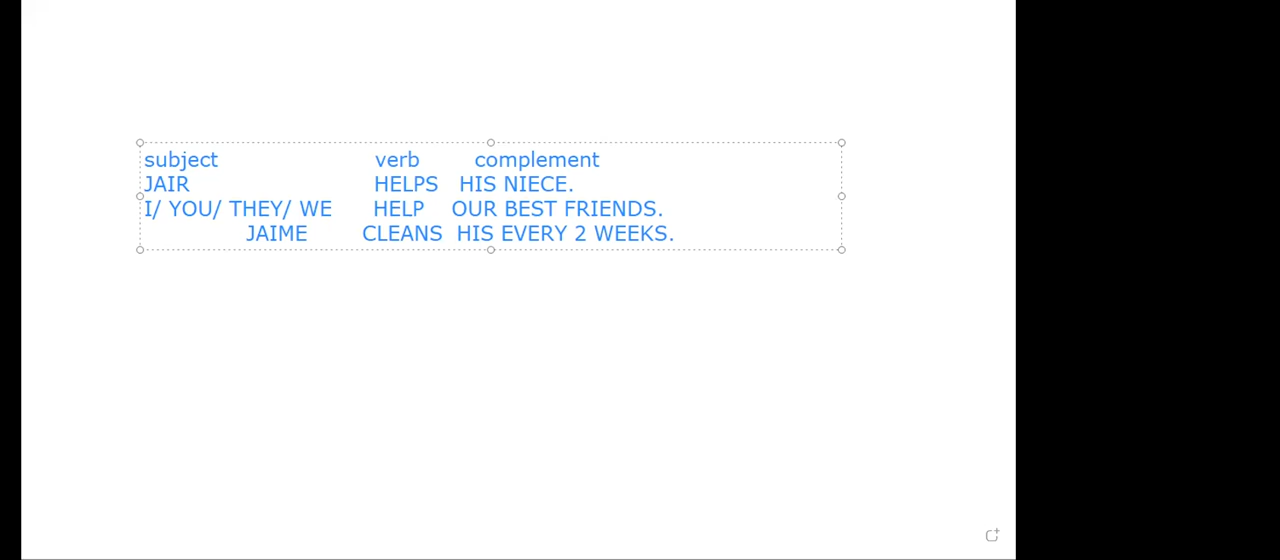 subject verb complement
JAIR HELPS HIS NIECE.
I/ YOU/ THEY/ WE HELP OUR BEST FRIENDS.
JAIME CLEANS HIS EVERY 2 WEEKS.